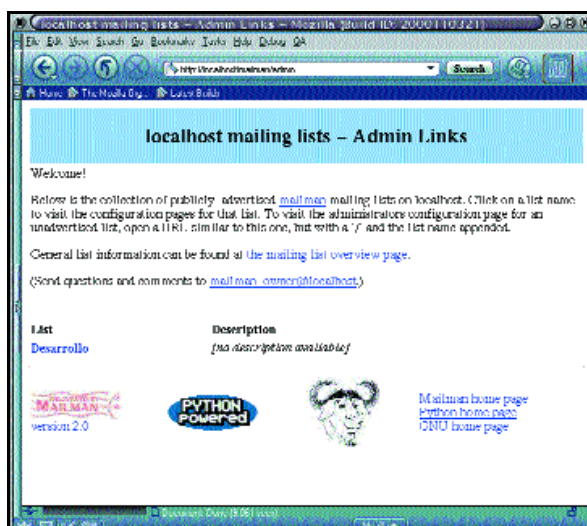 localhost mailing lists - Admin Links - Mozilla {Build ID: 2000110321}
File Edit View Search Go Bookmarks Tasks Help Debug QA
http://localhost/mailman/admin Search
Home The Mozilla Org... Latest Builds
localhost mailing lists - Admin Links
Welcome!
Below is the collection of publicly-advertised mailman mailing lists on localhost. Click on a list name
to visit the configuration pages for that list. To visit the administrators configuration page for an
unadvertised list, open a URL similar to this one, but with a '/' and the list name appended.
General list information can be found at the mailing list overview page.
(Send questions and comments to mailman-owner@localhost.)
List Description
Desarrollo [no description available]
MAILMAN
version 2.0
PYTHON
Powered
Mailman home page
Python home page
GNU home page
Document: Done